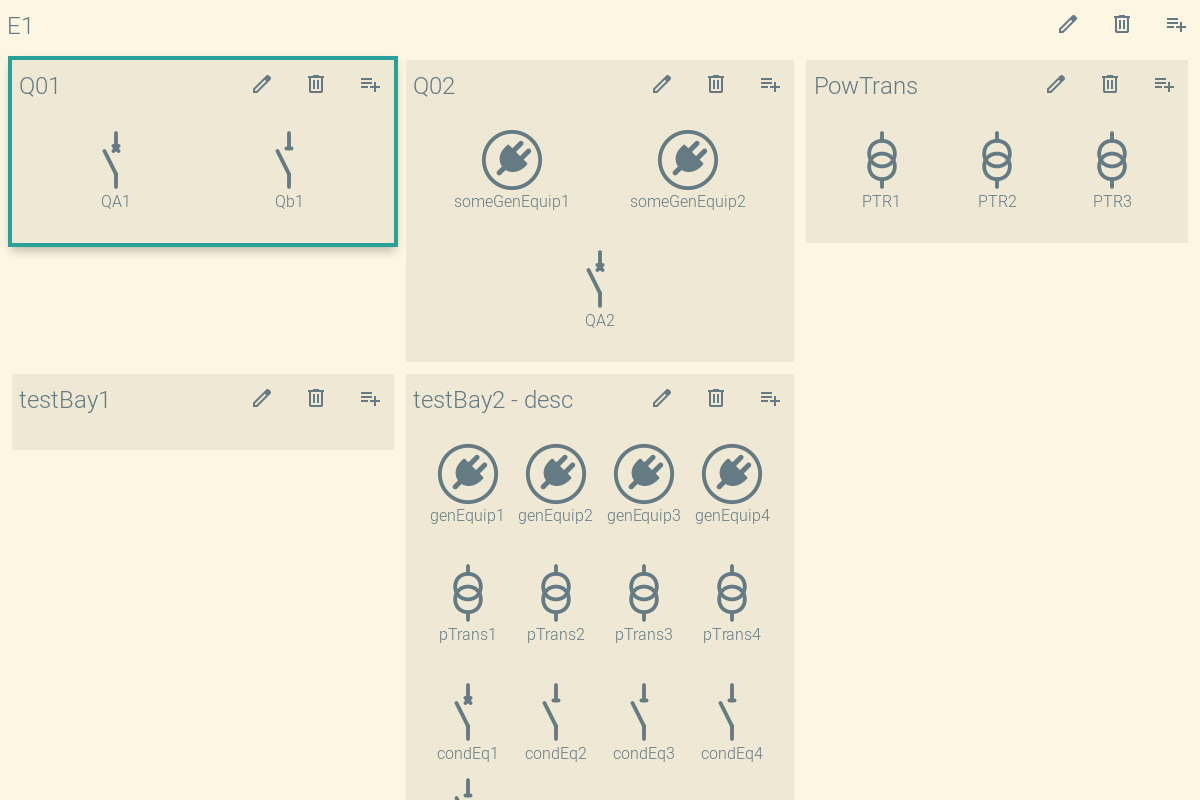 E1
Q01
QA1 Qb1
Q02
someGenEquip1 someGenEquip2
QA2
PowTrans
PTR1 PTR2 PTR3
testBay1
testBay2 - desc
genEquip1 genEquip2 genEquip3 genEquip4
pTrans1 pTrans2 pTrans3 pTrans4
condEq1 condEq2 condEq3 condEq4